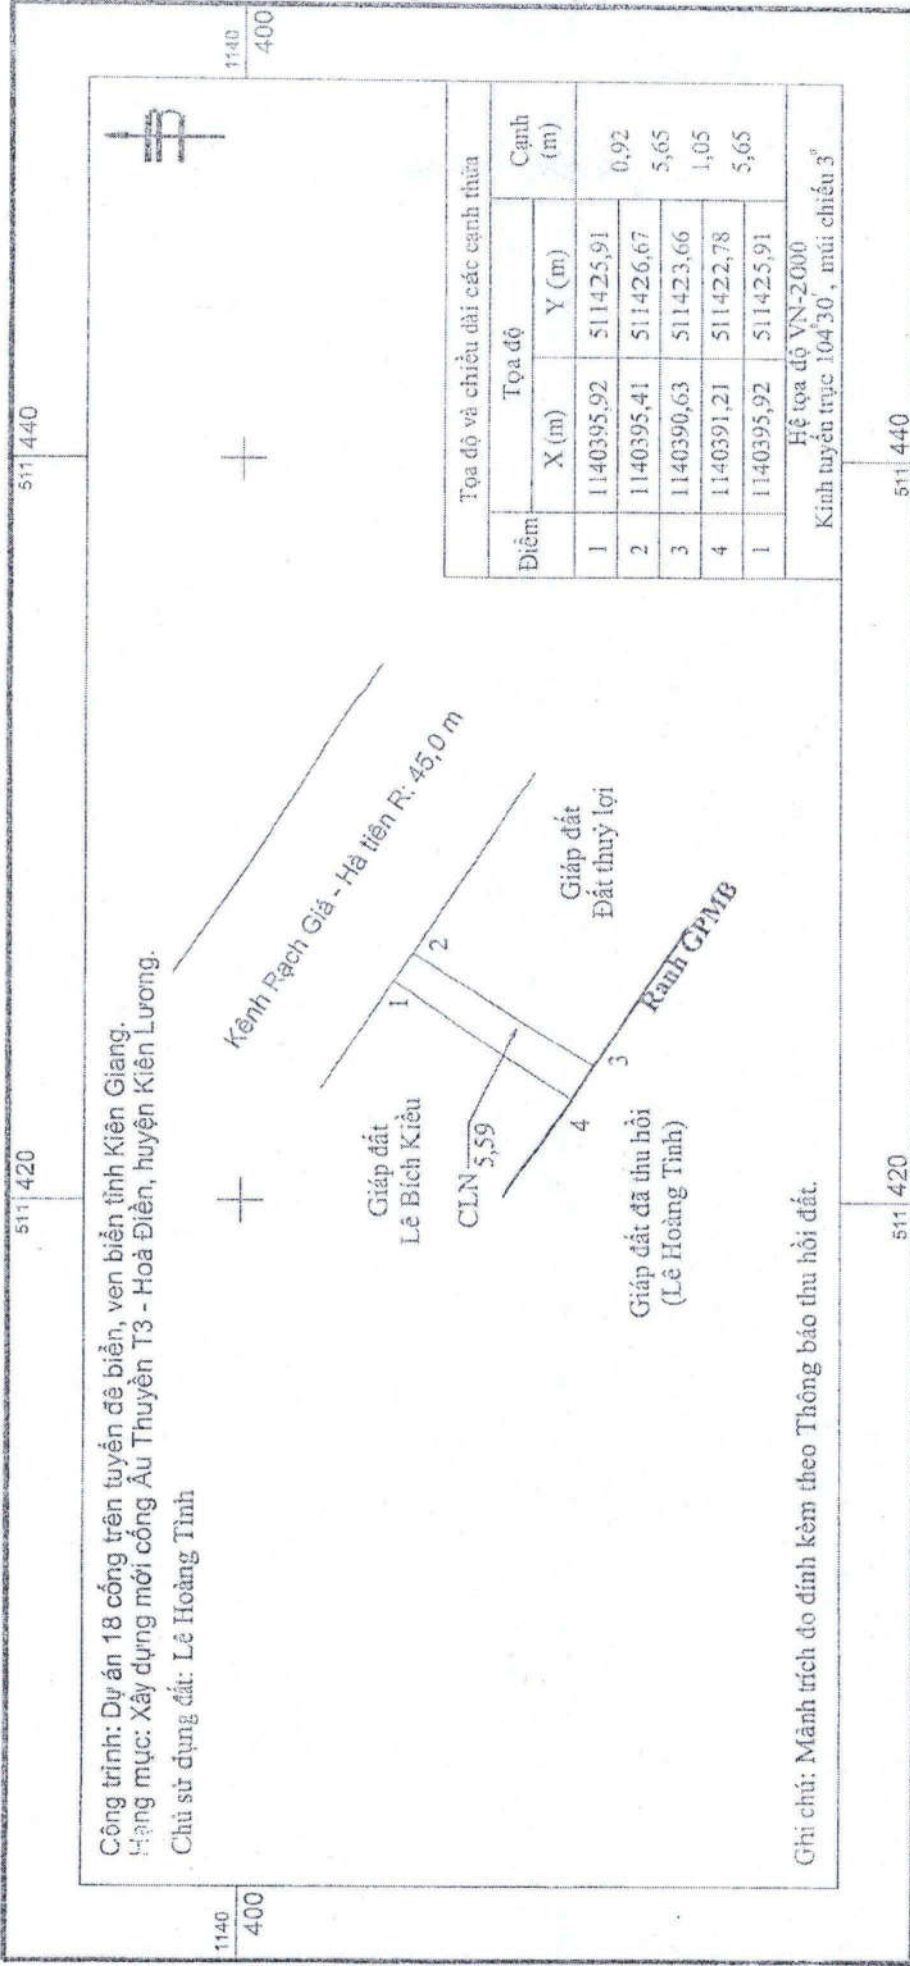 511 420
511 440
1140
400
1140
400
Công trình: Dự án 18 cống trên tuyến đê biển, ven biển tỉnh Kiên Giang.
Hạng mục: Xây dựng mới cống Âu Thuyền T3 - Hoà Điền, huyện Kiên Lương.
Chủ sử dụng đất: Lê Hoàng Tình
Kênh Rạch Giá - Hà tiên R: 45,0 m
Giáp đất
Lê Bích Kiều
1
2
CLN
5,59
Giáp đất
Đất thuỷ lợi
4
3
Ranh GPMB
Giáp đất đã thu hồi
(Lê Hoàng Tình)
Tọa độ và chiều dài các cạnh thửa
Điểm Tọa độ Cạnh
X (m) Y (m) (m)
1 1140395,92 511425,91
0,92
2 1140395,41 511426,67
5,65
3 1140390,63 511423,66
1,05
4 1140391,21 511422,78
5,65
1 1140395,92 511425,91
Hệ tọa độ VN-2000
Kinh tuyến trục 104°30', múi chiếu 3°
Ghi chú: Mảnh trích đo đính kèm theo Thông báo thu hồi đất.
511 420
511 440